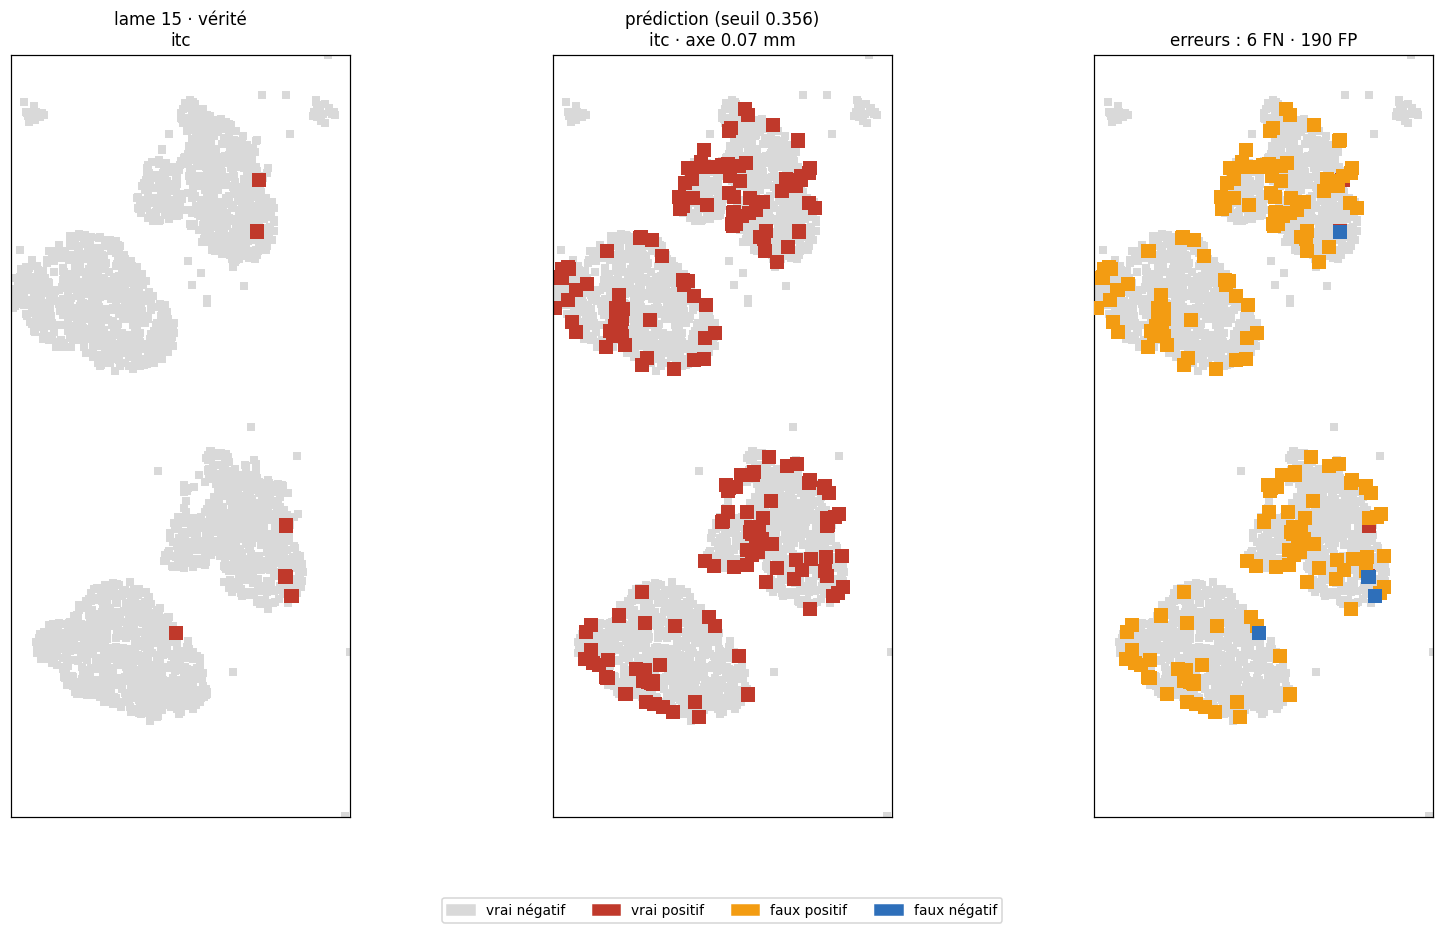 lame 15 · vérité
itc
prédiction (seuil 0.356)
itc · axe 0.07 mm
erreurs : 6 FN · 190 FP
vrai négatif
vrai positif
faux positif
faux négatif